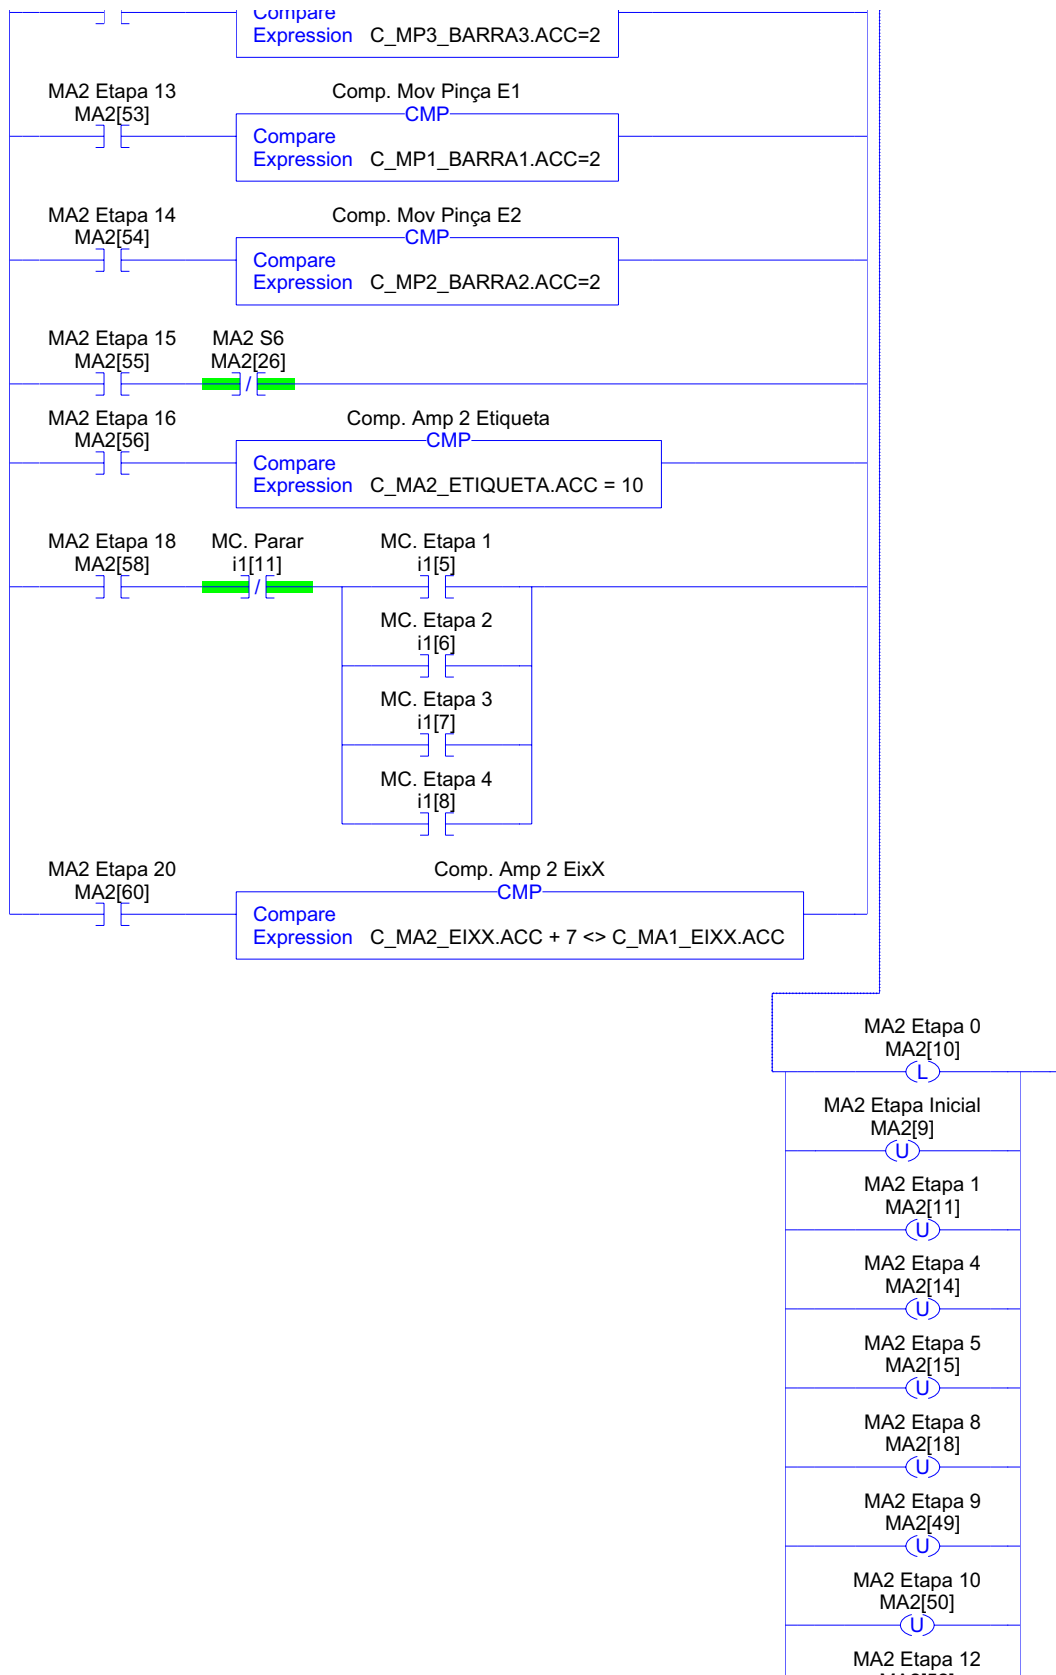 Compare
Expression C_MP3_BARRA3.ACC=2
MA2 Etapa 13
MA2[53]
Comp. Mov Pinça E1
CMP
Compare
Expression C_MP1_BARRA1.ACC=2
MA2 Etapa 14
MA2[54]
Comp. Mov Pinça E2
CMP
Compare
Expression C_MP2_BARRA2.ACC=2
MA2 Etapa 15
MA2[55]
MA2 S6
MA2[26]
/
MA2 Etapa 16
MA2[56]
Comp. Amp 2 Etiqueta
CMP
Compare
Expression C_MA2_ETIQUETA.ACC = 10
MA2 Etapa 18
MA2[58]
MC. Parar
i1[11]
/
MC. Etapa 1
i1[5]
MC. Etapa 2
i1[6]
MC. Etapa 3
i1[7]
MC. Etapa 4
i1[8]
MA2 Etapa 20
MA2[60]
Comp. Amp 2 EixX
CMP
Compare
Expression C_MA2_EIXX.ACC + 7 <> C_MA1_EIXX.ACC
MA2 Etapa 0
MA2[10]
L
MA2 Etapa Inicial
MA2[9]
U
MA2 Etapa 1
MA2[11]
U
MA2 Etapa 4
MA2[14]
U
MA2 Etapa 5
MA2[15]
U
MA2 Etapa 8
MA2[18]
U
MA2 Etapa 9
MA2[49]
U
MA2 Etapa 10
MA2[50]
U
MA2 Etapa 12